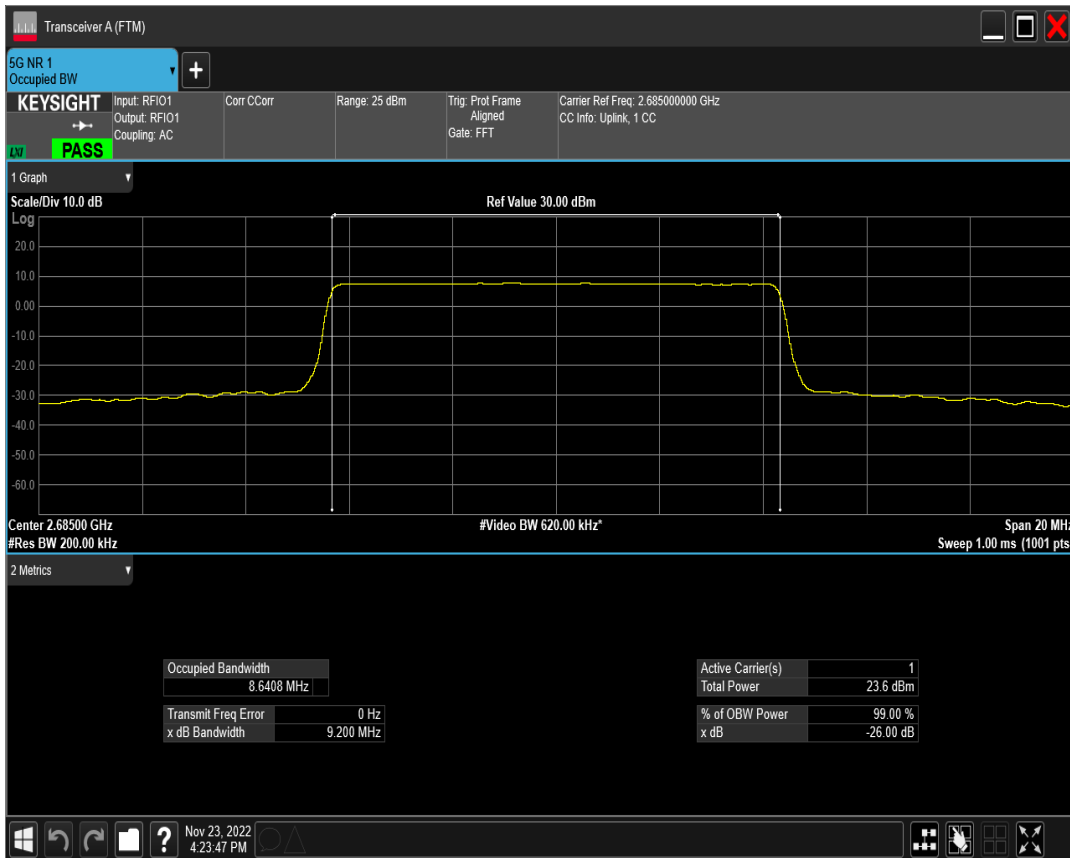 Transceiver A (FTM)
5G NR 1
Occupied BW
+
KEYSIGHT
LXI
PASS
Input: RFIO1
Output: RFIO1
Coupling: AC
Corr CCorr
Range: 25 dBm
Trig: Prot Frame
Aligned
Gate: FFT
Carrier Ref Freq: 2.685000000 GHz
CC Info: Uplink, 1 CC
1 Graph
Scale/Div 10.0 dB
Ref Value 30.00 dBm
Log
20.0
10.0
0.00
-10.0
-20.0
-30.0
-40.0
-50.0
-60.0
Center 2.68500 GHz
#Video BW 620.00 kHz*
Span 20 MHz
#Res BW 200.00 kHz
Sweep 1.00 ms (1001 pts
2 Metrics
Occupied Bandwidth
8.6408 MHz
Transmit Freq Error 0 Hz
x dB Bandwidth 9.200 MHz
Active Carrier(s) 1
Total Power 23.6 dBm
% of OBW Power 99.00 %
x dB -26.00 dB
?
Nov 23, 2022
4:23:47 PM